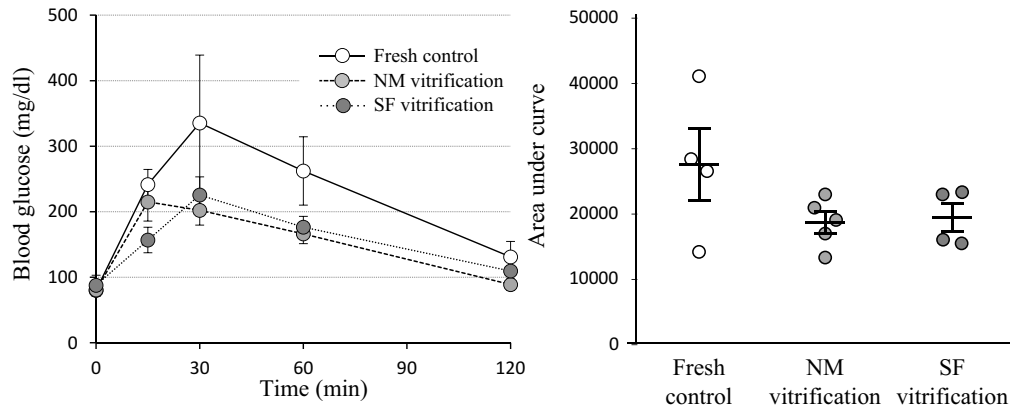 Blood glucose (mg/dl)
500
400
300
200
100
0
0
30
60
90
120
Time (min)
Fresh control
NM vitrification
SF vitrification
Area under curve
50000
40000
30000
20000
10000
0
Fresh
control
NM
vitrification
SF
vitrification